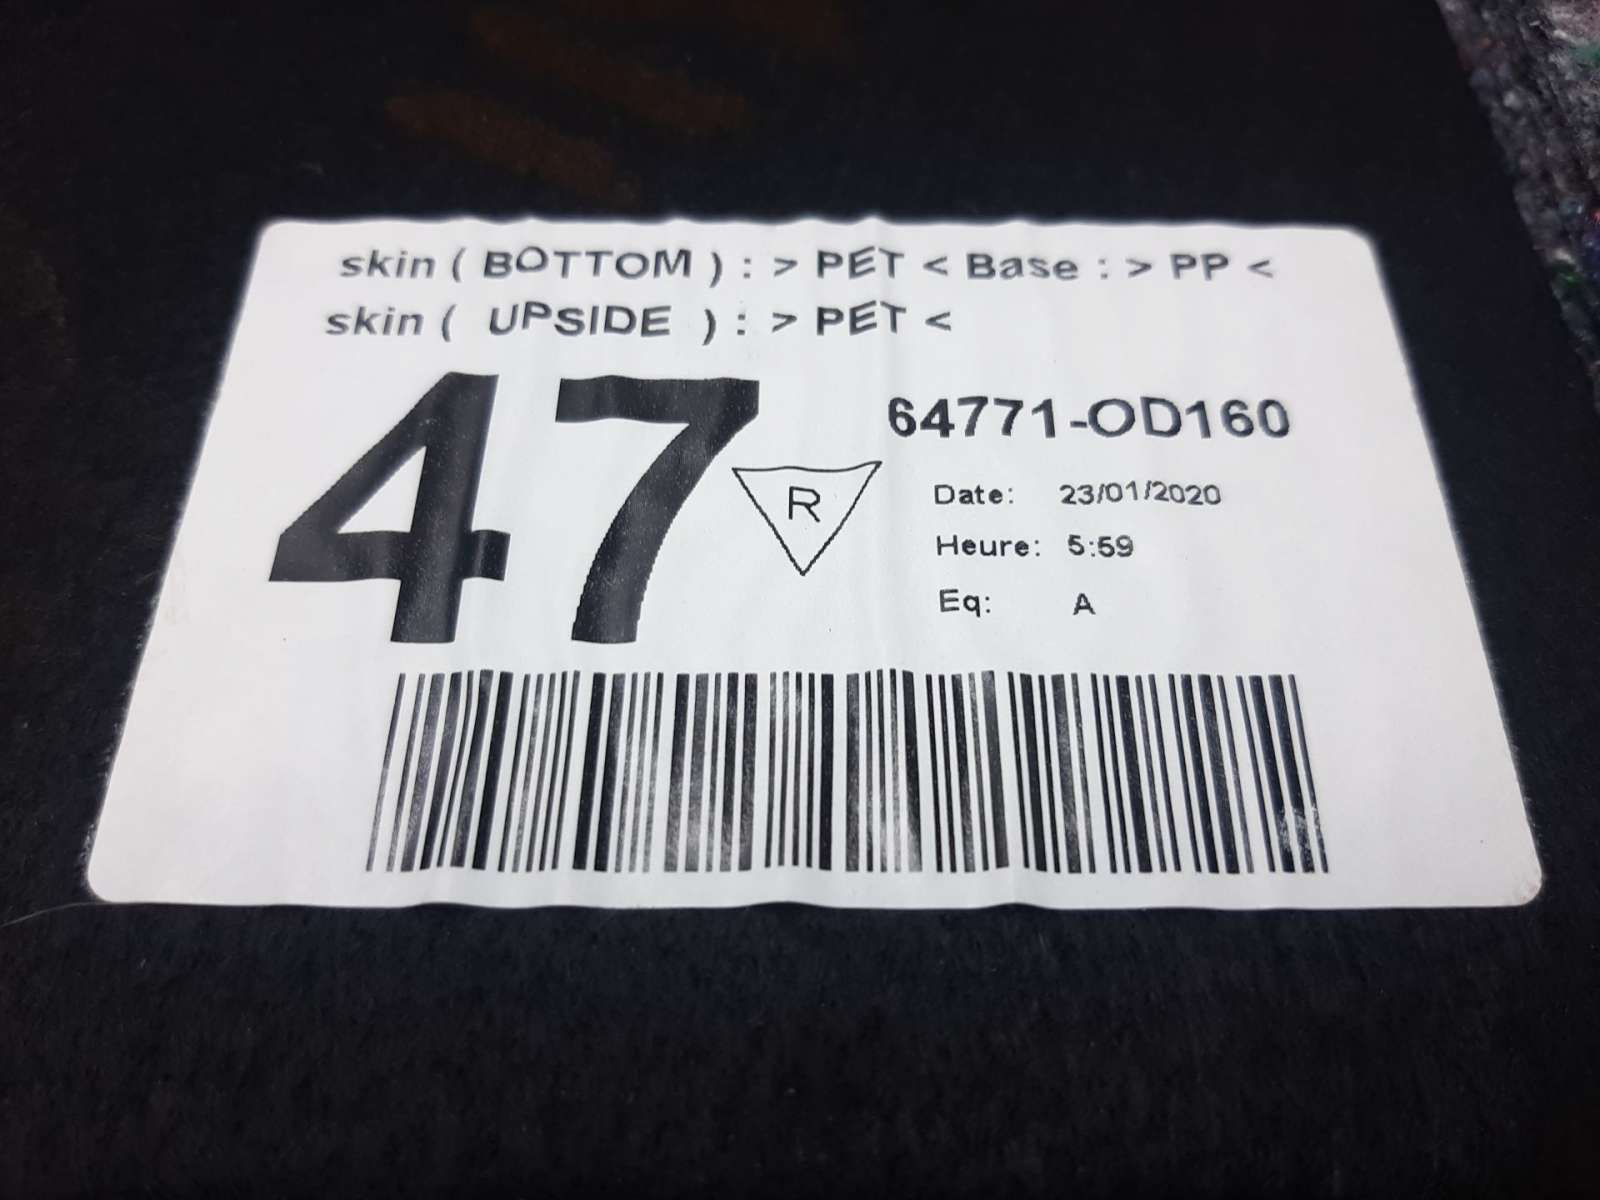 skin ( BOTTOM ) : > PET < Base : > PP <
skin ( UPSIDE ) : > PET <
47
R
64771-OD160
Date: 23/01/2020
Heure: 5:59
Eq: A